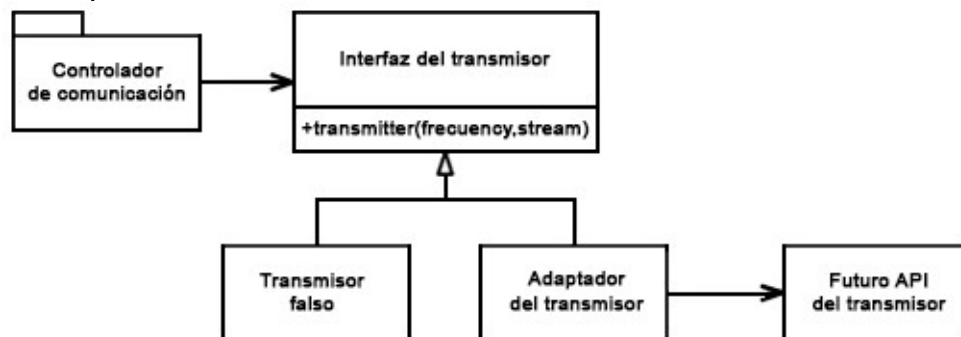 Controlador
de comunicación
Interfaz del transmisor
+transmitter(frecuency,stream)
Transmisor
falso
Adaptador
del transmisor
Futuro API
del transmisor